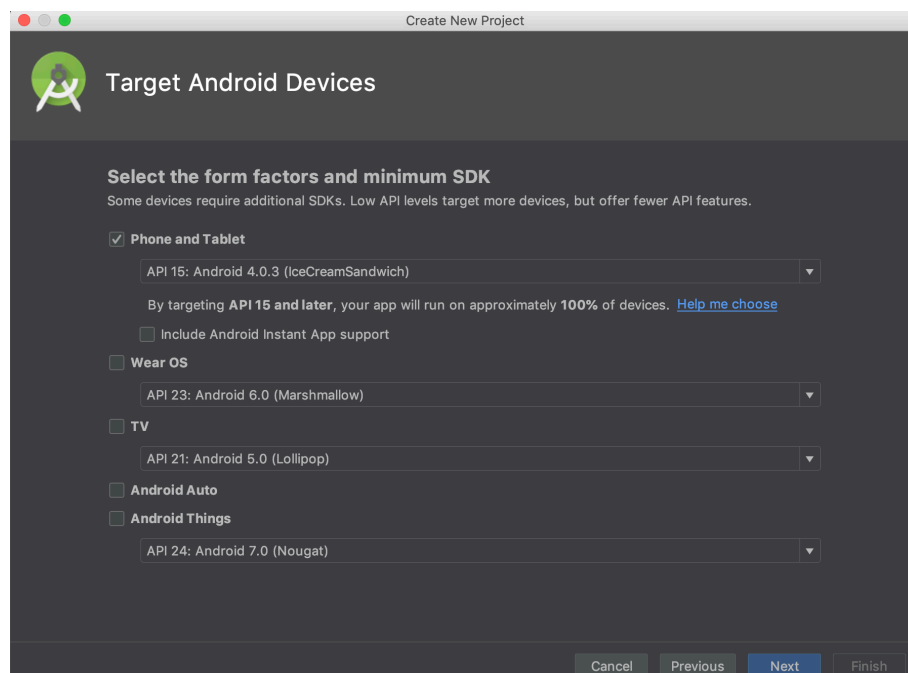 Create New Project
Target Android Devices
Select the form factors and minimum SDK
Some devices require additional SDKs. Low API levels target more devices, but offer fewer API features.
Phone and Tablet
API 15: Android 4.0.3 (IceCreamSandwich)
By targeting API 15 and later, your app will run on approximately 100% of devices. Help me choose
Include Android Instant App support
Wear OS
API 23: Android 6.0 (Marshmallow)
TV
API 21: Android 5.0 (Lollipop)
Android Auto
Android Things
API 24: Android 7.0 (Nougat)
Cancel Previous Next Finish